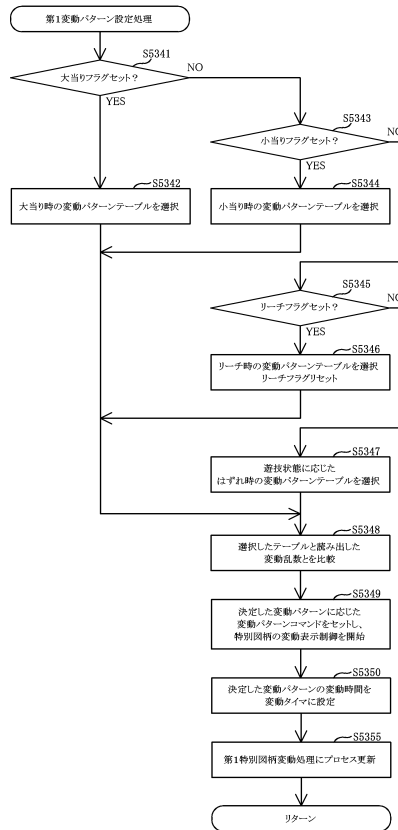 第1変動パターン設定処理
S5341
大当りフラグセット？
NO
YES
S5343
小当りフラグセット？
NO
YES
S5342
大当り時の変動パターンテーブルを選択
S5344
小当り時の変動パターンテーブルを選択
S5345
リーチフラグセット？
NO
YES
S5346
リーチ時の変動パターンテーブルを選択
リーチフラグリセット
S5347
遊技状態に応じた
はずれ時の変動パターンテーブルを選択
S5348
選択したテーブルと読み出した
変動乱数とを比較
S5349
決定した変動パターンに応じた
変動パターンコマンドをセットし、
特別図柄の変動表示制御を開始
S5350
決定した変動パターンの変動時間を
変動タイマに設定
S5355
第1特別図柄変動処理にプロセス更新
リターン